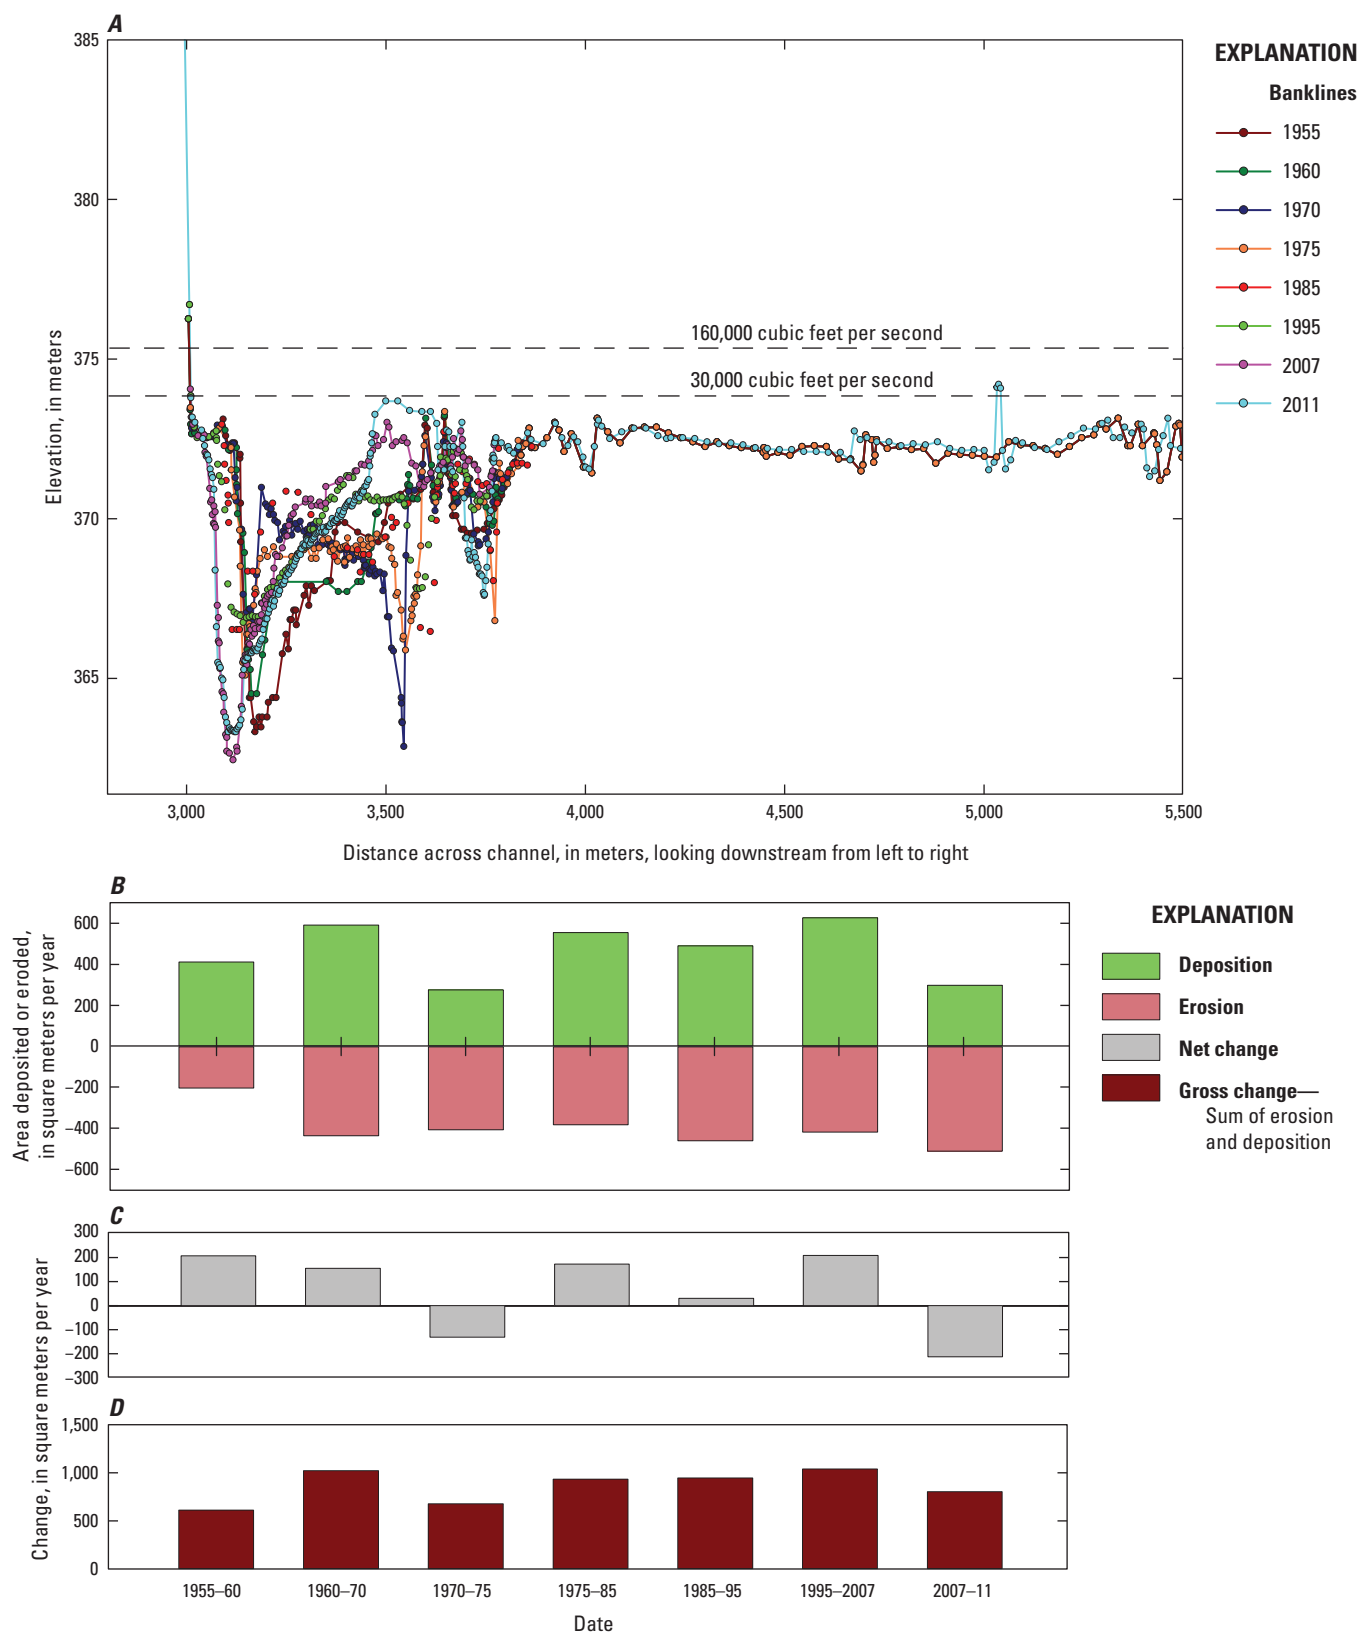 A
385
380
375
370
365
Elevation, in meters
160,000 cubic feet per second
30,000 cubic feet per second
3,000
3,500
4,000
4,500
5,000
5,500
Distance across channel, in meters, looking downstream from left to right
EXPLANATION
Banklines
1955
1960
1970
1975
1985
1995
2007
2011
B
Area deposited or eroded,
in square meters per year
600
400
200
0
–200
–400
–600
EXPLANATION
Deposition
Erosion
Net change
Gross change—
Sum of erosion
and deposition
C
300
200
100
0
–100
–200
–300
Change, in square meters per year
D
1,500
1,000
500
0
1955–60
1960–70
1970–75
1975–85
1985–95
1995–2007
2007–11
Date